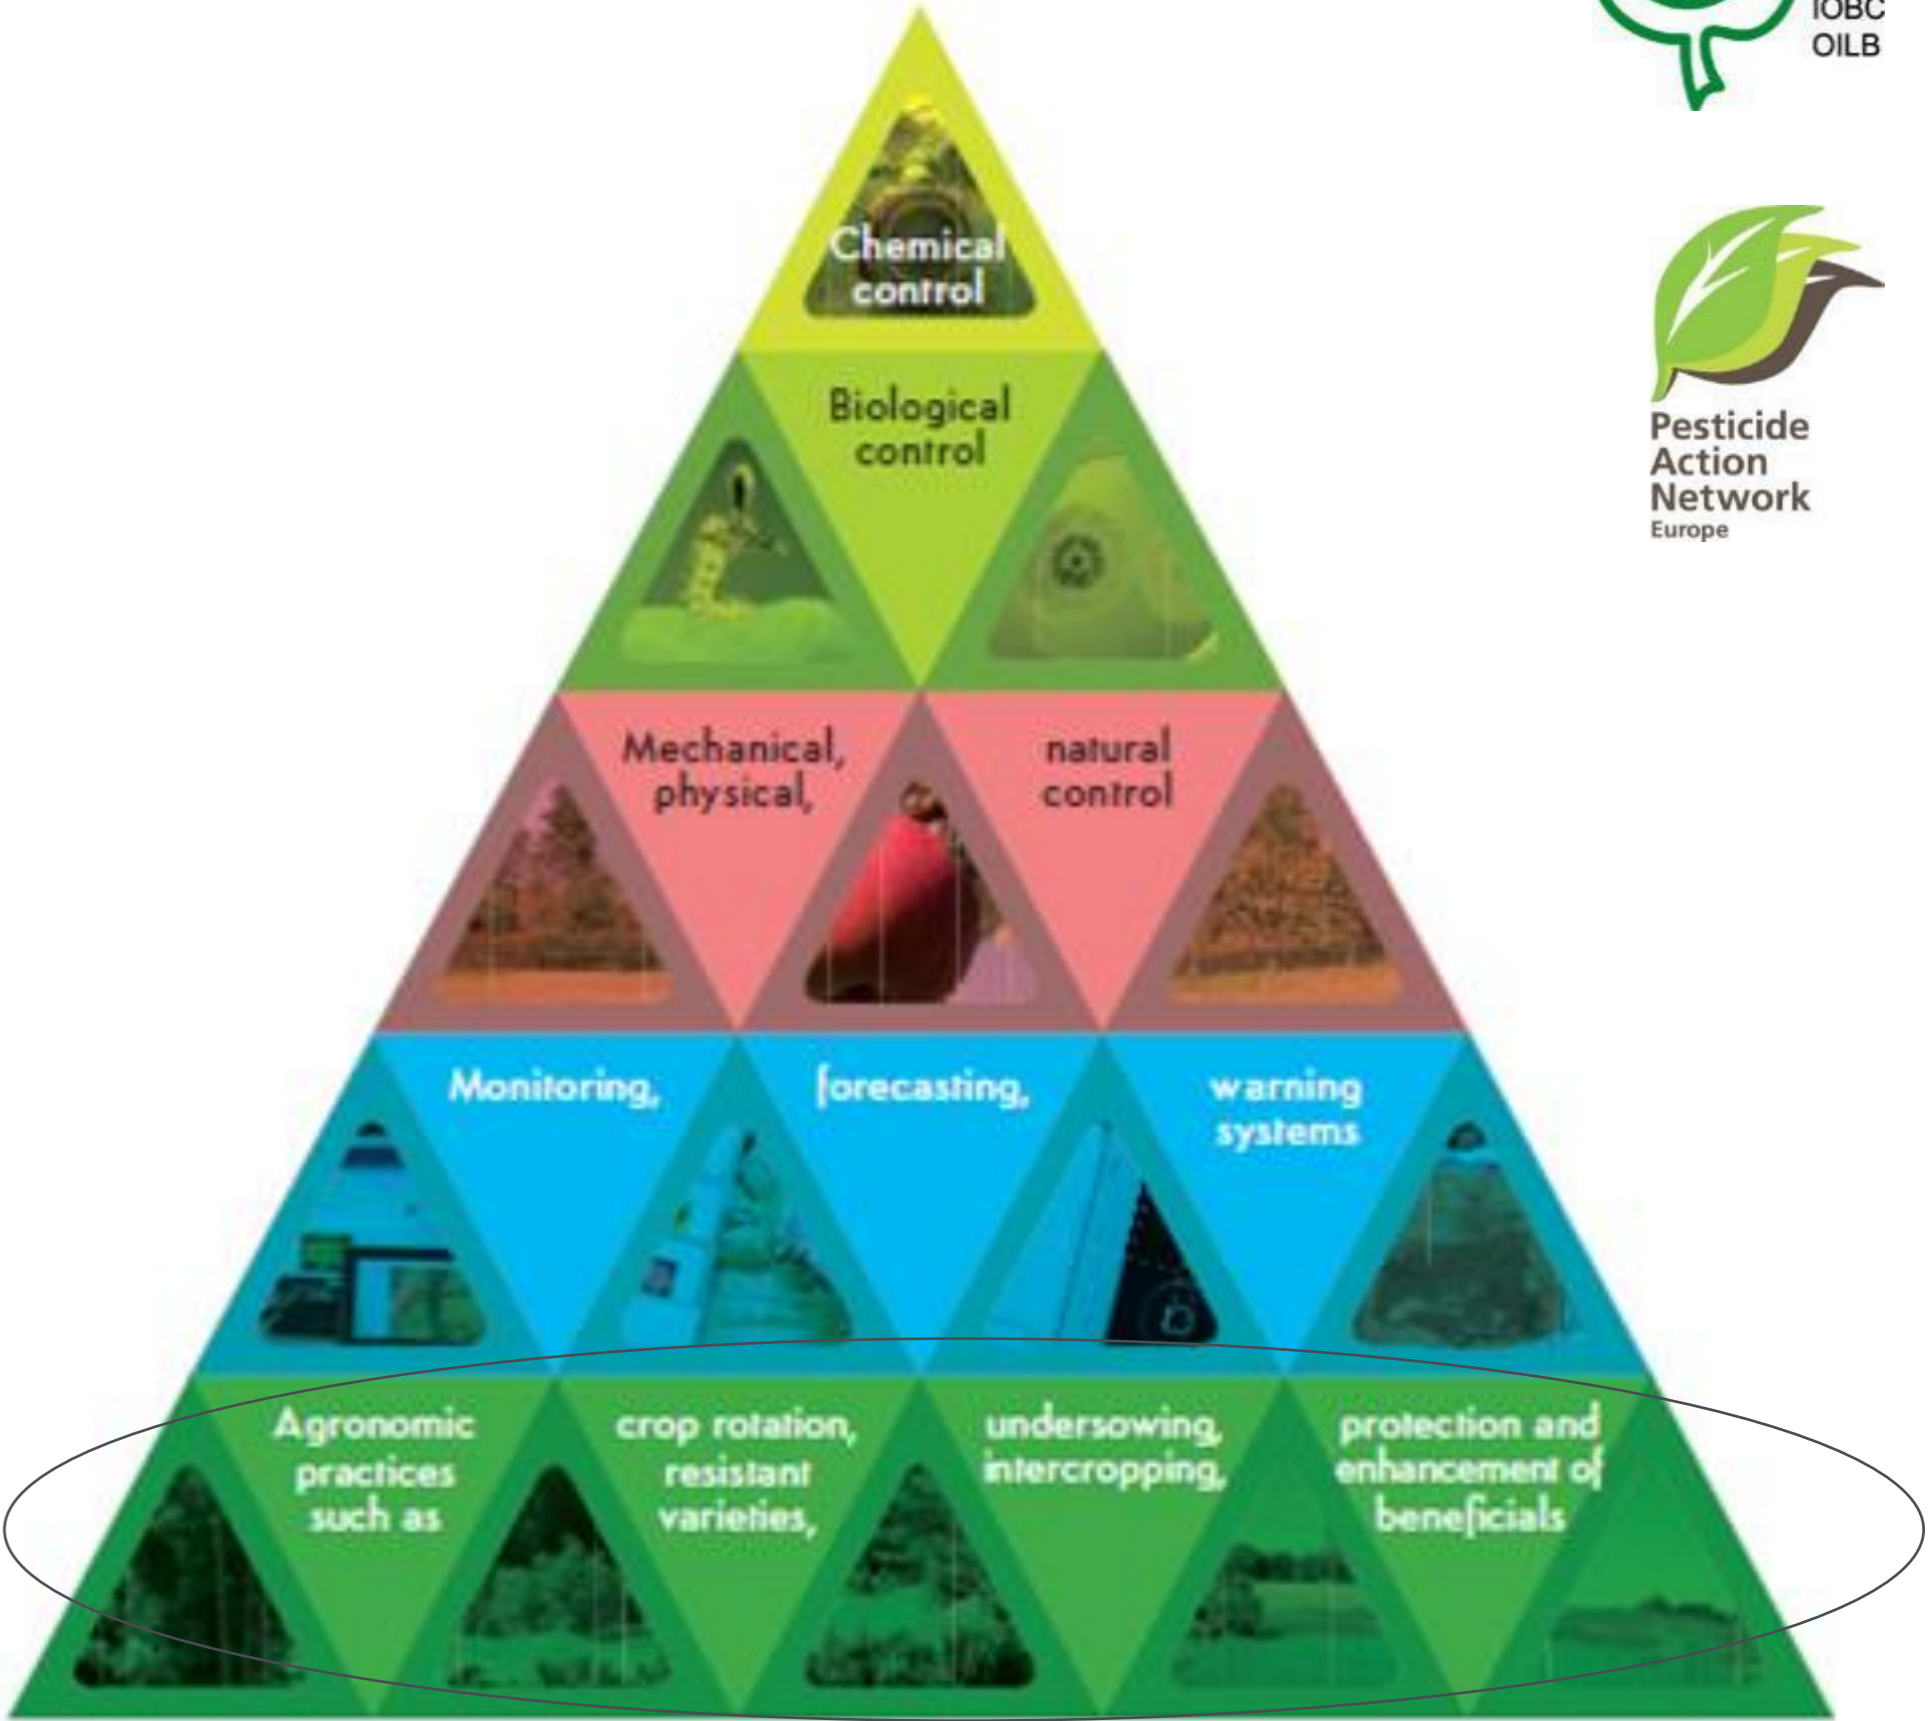 IOBC
OILB
Chemical
control
Pesticide
Action
Network
Europe
Biological
control
Mechanical,
physical,
natural
control
Monitoring,
forecasting,
warning
systems
Agronomic
practices
such as
crop rotation,
resistant
varieties,
undersowing,
intercropping,
protection and
enhancement of
beneficials